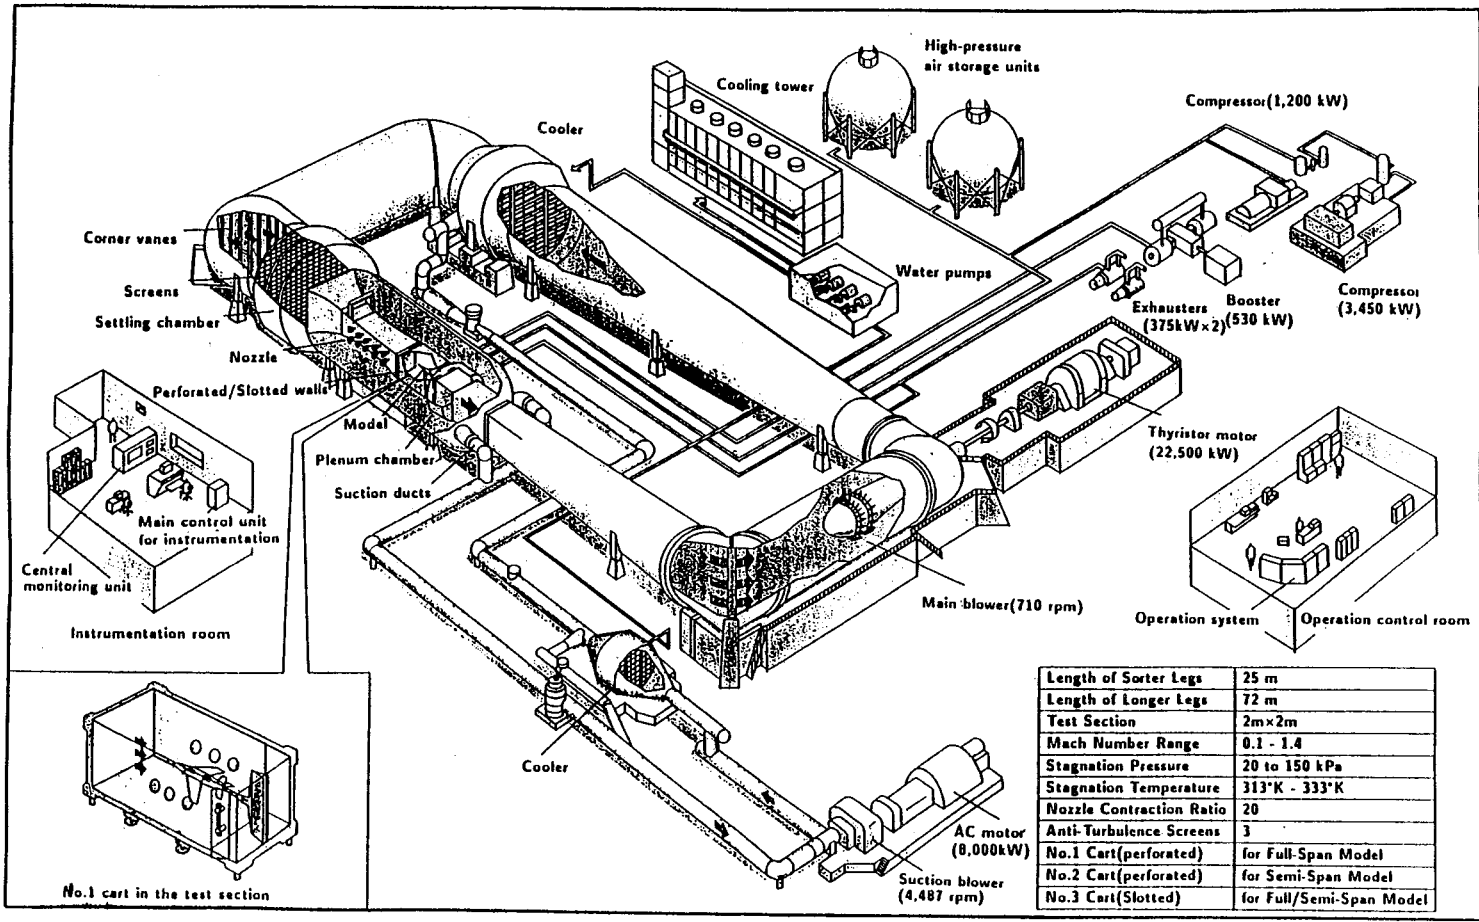 High-pressure
air storage units
Cooling tower
Compressor(1,200 kW)
Cooler
Corner vanes
Water pumps
Screens
Settling chamber
Exhausters
(375kW×2)
Booster
(530 kW)
Compressor
(3,450 kW)
Nozzle
Perforated/Slotted walls
Model
Plenum chamber
Suction ducts
Thyristor motor
(22,500 kW)
Main control unit
for instrumentation
Central
monitoring unit
Instrumentation room
Main blower(710 rpm)
Operation system
Operation control room
Cooler
AC motor
(8,000kW)
Suction blower
(4,487 rpm)
No.1 cart in the test section
Length of Sorter Legs 25 m
Length of Longer Legs 72 m
Test Section 2m×2m
Mach Number Range 0.1 - 1.4
Stagnation Pressure 20 to 150 kPa
Stagnation Temperature 313°K - 333°K
Nozzle Contraction Ratio 20
Anti-Turbulence Screens 3
No.1 Cart(perforated) for Full-Span Model
No.2 Cart(perforated) for Semi-Span Model
No.3 Cart(Slotted) for Full/Semi-Span Model